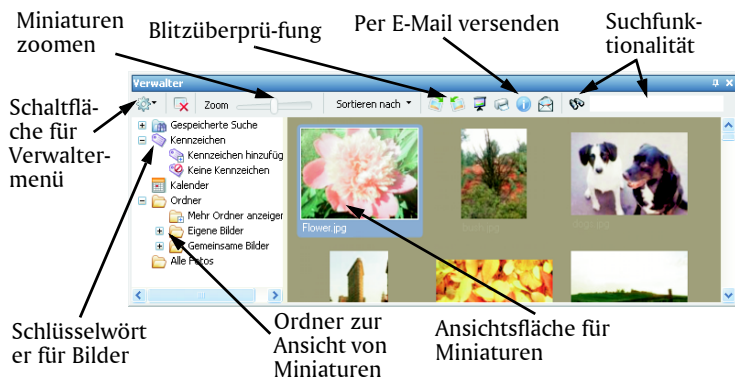 Miniaturen
zoomen
Blitzüberprü-fung
Per E-Mail versenden
Suchfunk-
tionalität
Schaltflä-
che für
Verwalter-
menü
Verwalter
Zoom
Sortieren nach
Gespeicherte Suche
Kennzeichen
Kennzeichen hinzufüg
Keine Kennzeichen
Kalender
Ordner
Mehr Ordner anzeiger
Eigene Bilder
Gemeinsame Bilder
Alle Fotos
Flower.jpg
Schlüsselwört
er für Bilder
Ordner zur
Ansicht von
Miniaturen
Ansichtsfläche für
Miniaturen